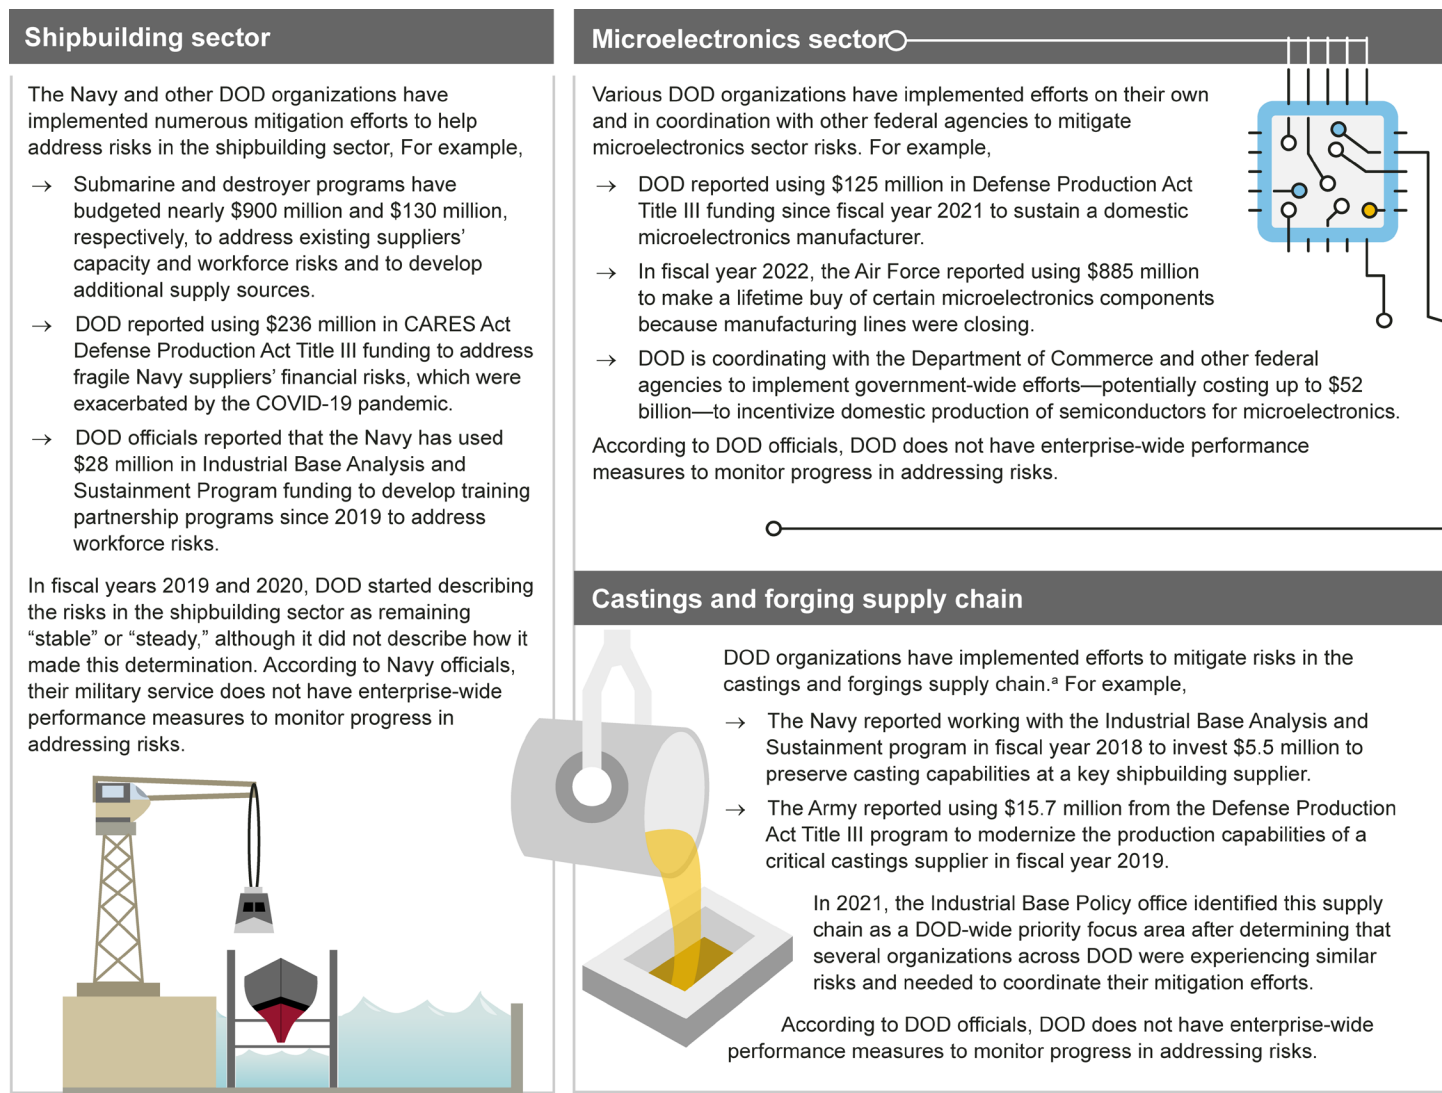 Shipbuilding sector
The Navy and other DOD organizations have
implemented numerous mitigation efforts to help
address risks in the shipbuilding sector, For example,
→ Submarine and destroyer programs have
budgeted nearly $900 million and $130 million,
respectively, to address existing suppliers’
capacity and workforce risks and to develop
additional supply sources.
→ DOD reported using $236 million in CARES Act
Defense Production Act Title III funding to address
fragile Navy suppliers’ financial risks, which were
exacerbated by the COVID-19 pandemic.
→ DOD officials reported that the Navy has used
$28 million in Industrial Base Analysis and
Sustainment Program funding to develop training
partnership programs since 2019 to address
workforce risks.
In fiscal years 2019 and 2020, DOD started describing
the risks in the shipbuilding sector as remaining
“stable” or “steady,” although it did not describe how it
made this determination. According to Navy officials,
their military service does not have enterprise-wide
performance measures to monitor progress in
addressing risks.
Microelectronics sector
Various DOD organizations have implemented efforts on their own
and in coordination with other federal agencies to mitigate
microelectronics sector risks. For example,
→ DOD reported using $125 million in Defense Production Act
Title III funding since fiscal year 2021 to sustain a domestic
microelectronics manufacturer.
→ In fiscal year 2022, the Air Force reported using $885 million
to make a lifetime buy of certain microelectronics components
because manufacturing lines were closing.
→ DOD is coordinating with the Department of Commerce and other federal
agencies to implement government-wide efforts—potentially costing up to $52
billion—to incentivize domestic production of semiconductors for microelectronics.
According to DOD officials, DOD does not have enterprise-wide performance
measures to monitor progress in addressing risks.
Castings and forging supply chain
DOD organizations have implemented efforts to mitigate risks in the
castings and forgings supply chain.ᵃ For example,
→ The Navy reported working with the Industrial Base Analysis and
Sustainment program in fiscal year 2018 to invest $5.5 million to
preserve casting capabilities at a key shipbuilding supplier.
→ The Army reported using $15.7 million from the Defense Production
Act Title III program to modernize the production capabilities of a
critical castings supplier in fiscal year 2019.
In 2021, the Industrial Base Policy office identified this supply
chain as a DOD-wide priority focus area after determining that
several organizations across DOD were experiencing similar
risks and needed to coordinate their mitigation efforts.
According to DOD officials, DOD does not have enterprise-wide
performance measures to monitor progress in addressing risks.